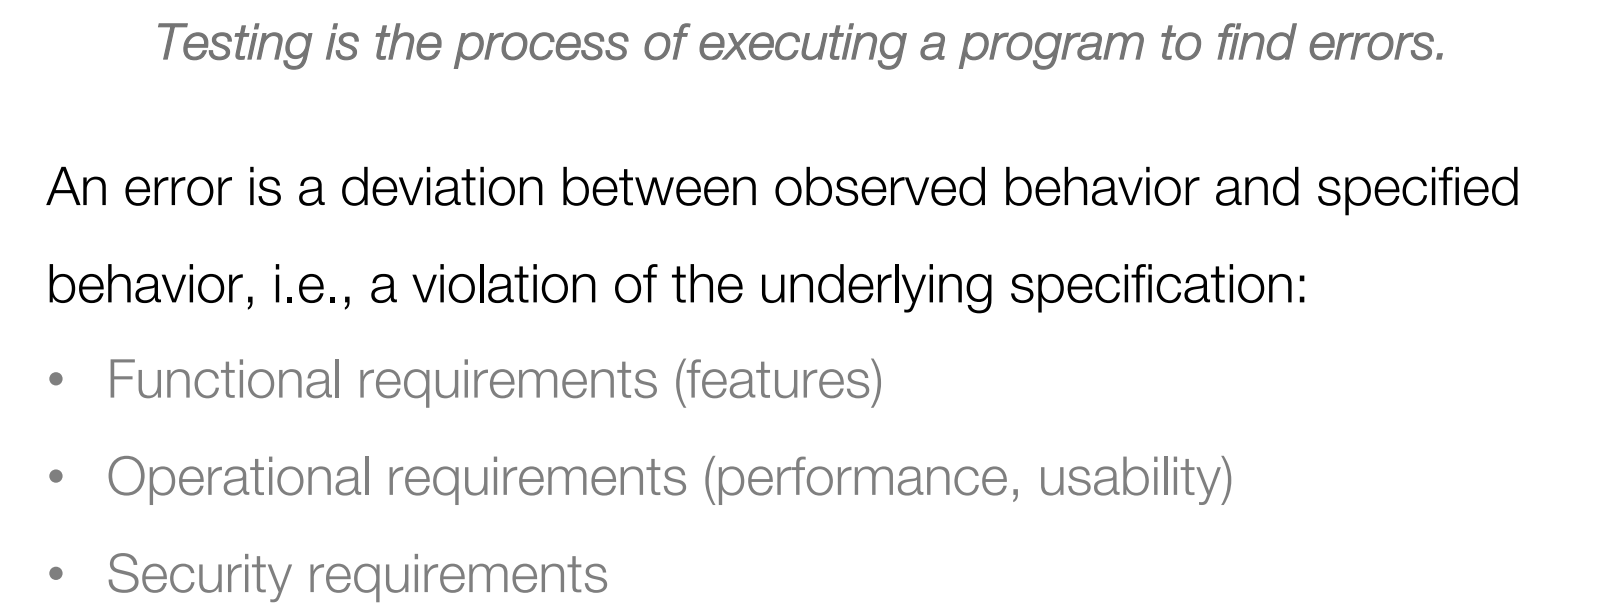 Testing is the process of executing a program to find errors.
An error is a deviation between observed behavior and specified
behavior, i.e., a violation of the underlying specification:
• Functional requirements (features)
• Operational requirements (performance, usability)
• Security requirements